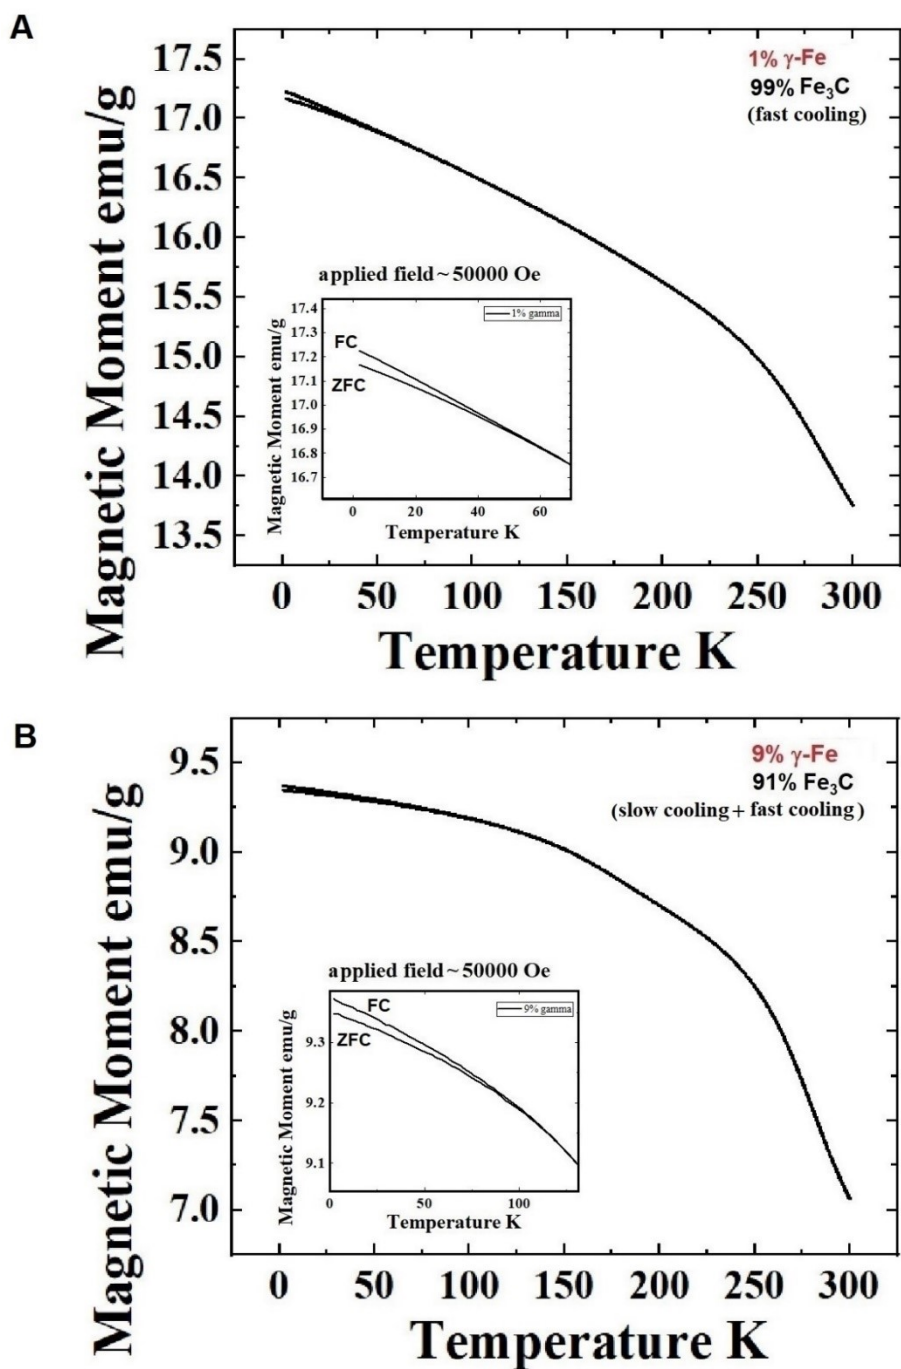 A
1% γ-Fe
99% Fe₃C
(fast cooling)
Magnetic Moment emu/g
17.5
17.0
16.5
16.0
15.5
15.0
14.5
14.0
13.5
applied field ~ 50000 Oe
Magnetic Moment emu/g
17.4
17.3
17.2
17.1
17.0
16.9
16.8
16.7
1% gamma
FC
ZFC
0 20 40 60
Temperature K
0 50 100 150 200 250 300
Temperature K
B
9% γ-Fe
91% Fe₃C
(slow cooling + fast cooling)
Magnetic Moment emu/g
9.5
9.0
8.5
8.0
7.5
7.0
applied field ~ 50000 Oe
Magnetic Moment emu/g
9.3
9.2
9.1
9% gamma
FC
ZFC
0 50 100
Temperature K
0 50 100 150 200 250 300
Temperature K